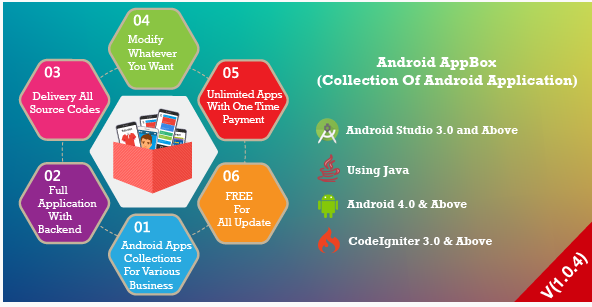 04
Modify
Whatever
You Want
03
Delivery All
Source Codes
05
Unlimited Apps
With One Time
Payment
02
Full
Application
With
Backend
06
FREE
For
All Update
01
Android Apps
Collections
For Various
Business
Android AppBox
(Collection Of Android Application)
Android Studio 3.0 and Above
Using Java
Android 4.0 & Above
CodeIgniter 3.0 & Above
V(1.0.4)